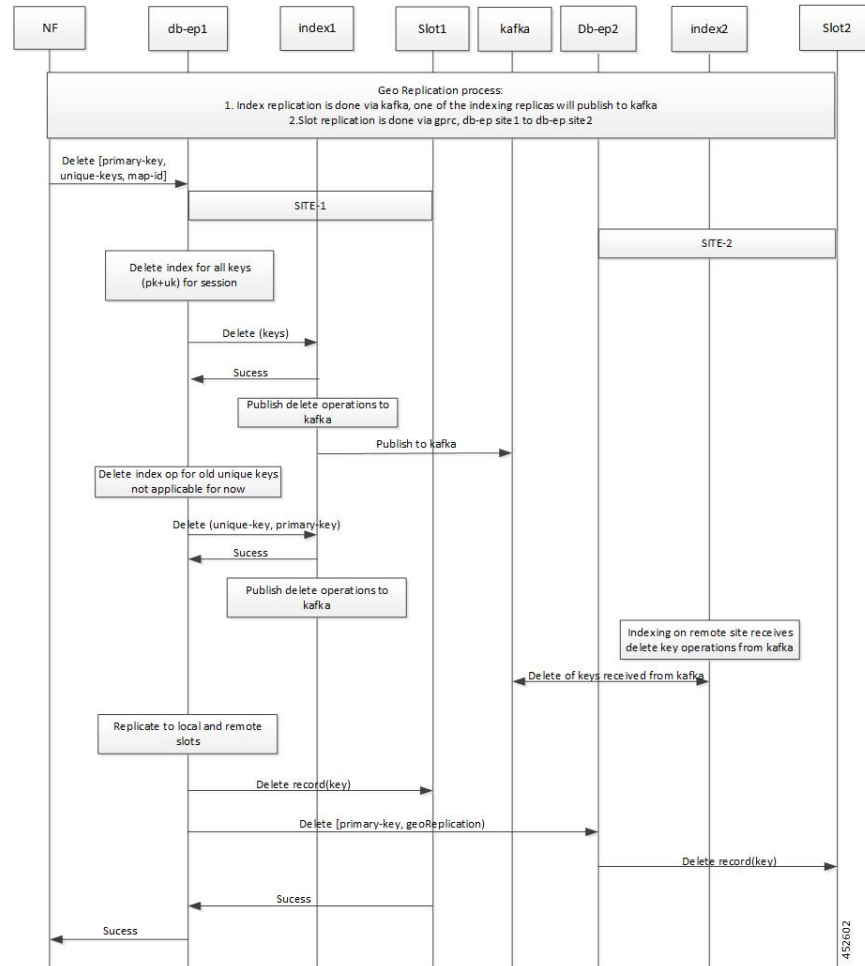 NF
db-ep1
index1
Slot1
kafka
Db-ep2
index2
Slot2
Geo Replication process:
1. Index replication is done via kafka, one of the indexing replicas will publish to kafka
2.Slot replication is done via gprc, db-ep site1 to db-ep site2
Delete [primary-key,
unique-keys, map-id]
SITE-1
SITE-2
Delete index for all keys
(pk+uk) for session
Delete (keys)
Sucess
Publish delete operations to
kafka
Publish to kafka
Delete index op for old unique keys
not applicable for now
Delete (unique-key, primary-key)
Sucess
Publish delete operations to
kafka
Indexing on remote site receives
delete key operations from kafka
Delete of keys received from kafka
Replicate to local and remote
slots
Delete record(key)
Delete [primary-key, geoReplication)
Delete record(key)
Sucess
Sucess
452602